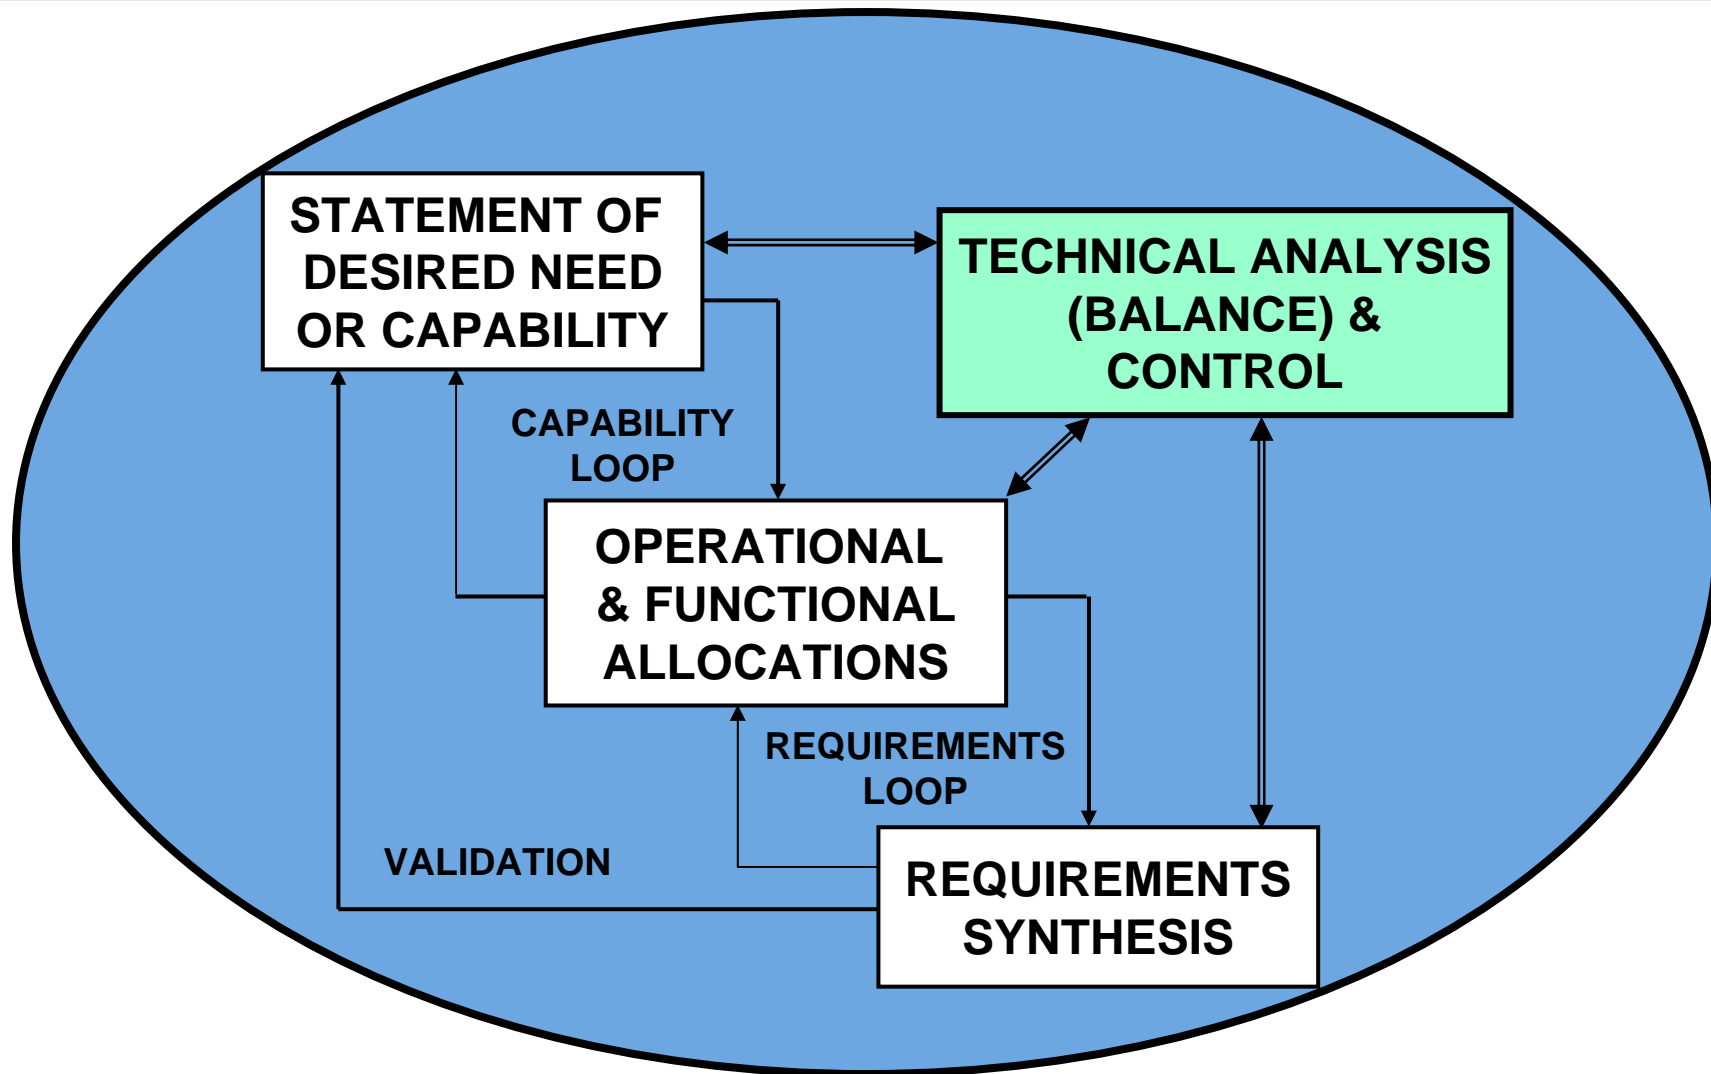 STATEMENT OF
DESIRED NEED
OR CAPABILITY
TECHNICAL ANALYSIS
(BALANCE) &
CONTROL
CAPABILITY
LOOP
OPERATIONAL
& FUNCTIONAL
ALLOCATIONS
REQUIREMENTS
LOOP
VALIDATION
REQUIREMENTS
SYNTHESIS